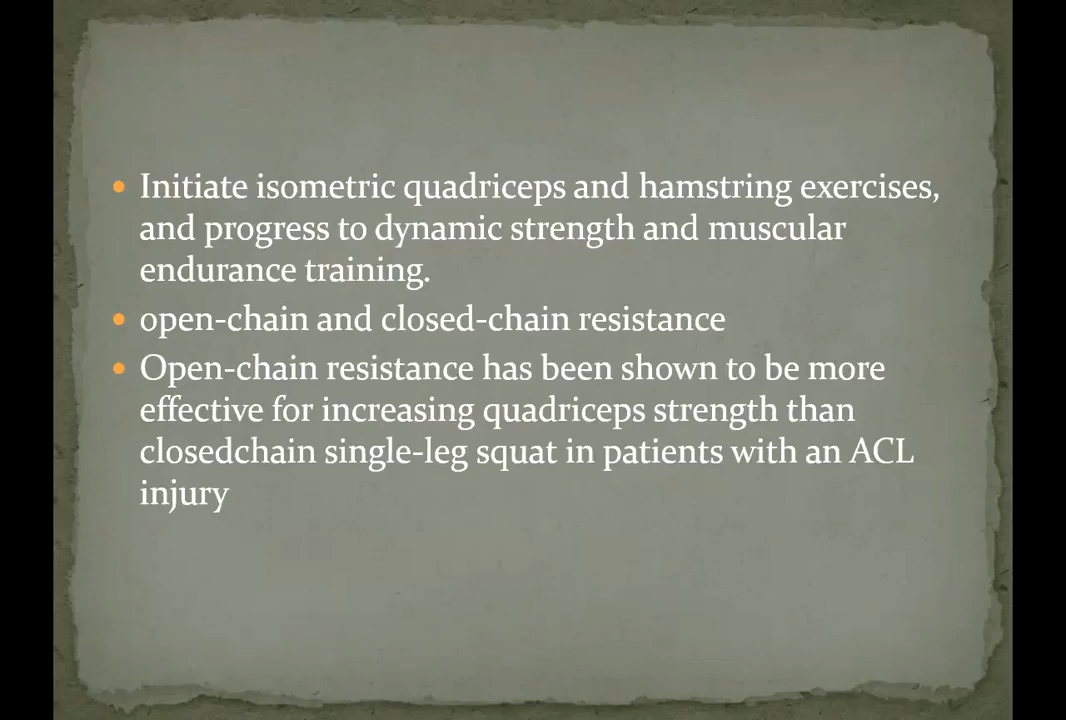 • Initiate isometric quadriceps and hamstring exercises,
and progress to dynamic strength and muscular
endurance training.
• open-chain and closed-chain resistance
• Open-chain resistance has been shown to be more
effective for increasing quadriceps strength than
closedchain single-leg squat in patients with an ACL
injury